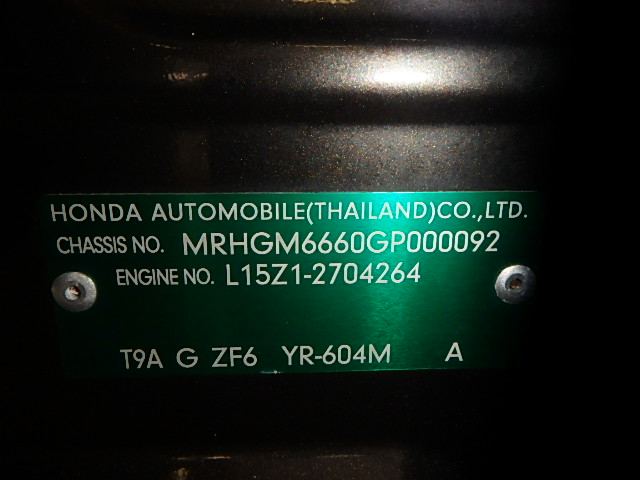 HONDA AUTOMOBILE(THAILAND)CO.,LTD.
CHASSIS NO. MRHGM6660GP000092
ENGINE NO. L15Z1-2704264
T9A G ZF6 YR-604M A